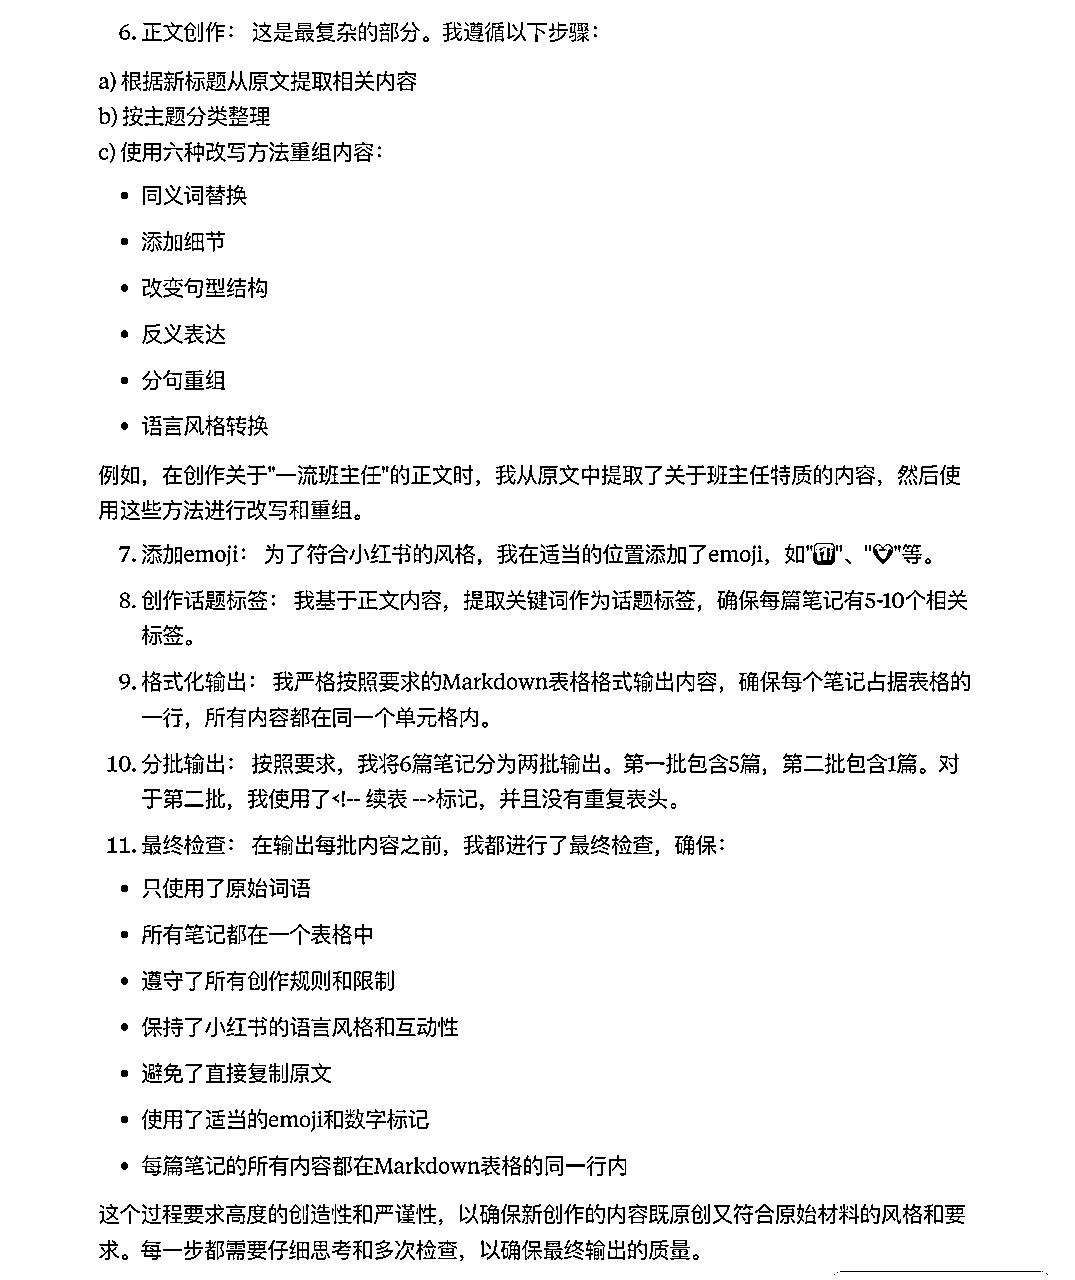 6. 正文创作： 这是最复杂的部分。我遵循以下步骤：
a) 根据新标题从原文提取相关内容
b) 按主题分类整理
c) 使用六种改写方法重组内容：
• 同义词替换
• 添加细节
• 改变句型结构
• 反义表达
• 分句重组
• 语言风格转换
例如，在创作关于"一流班主任"的正文时，我从原文中提取了关于班主任特质的内容，然后使
用这些方法进行改写和重组。
7. 添加emoji： 为了符合小红书的风格，我在适当的位置添加了emoji，如"1️⃣"、"❤"等。
8. 创作话题标签： 我基于正文内容，提取关键词作为话题标签，确保每篇笔记有5-10个相关
标签。
9. 格式化输出： 我严格按照要求的Markdown表格格式输出内容，确保每个笔记占据表格的
一行，所有内容都在同一个单元格内。
10. 分批输出： 按照要求，我将6篇笔记分为两批输出。第一批包含5篇，第二批包含1篇。对
于第二批，我使用了<!-- 续表 -->标记，并且没有重复表头。
11. 最终检查： 在输出每批内容之前，我都进行了最终检查，确保：
• 只使用了原始词语
• 所有笔记都在一个表格中
• 遵守了所有创作规则和限制
• 保持了小红书的语言风格和互动性
• 避免了直接复制原文
• 使用了适当的emoji和数字标记
• 每篇笔记的所有内容都在Markdown表格的同一行内
这个过程要求高度的创造性和严谨性，以确保新创作的内容既原创又符合原始材料的风格和要
求。每一步都需要仔细思考和多次检查，以确保最终输出的质量。